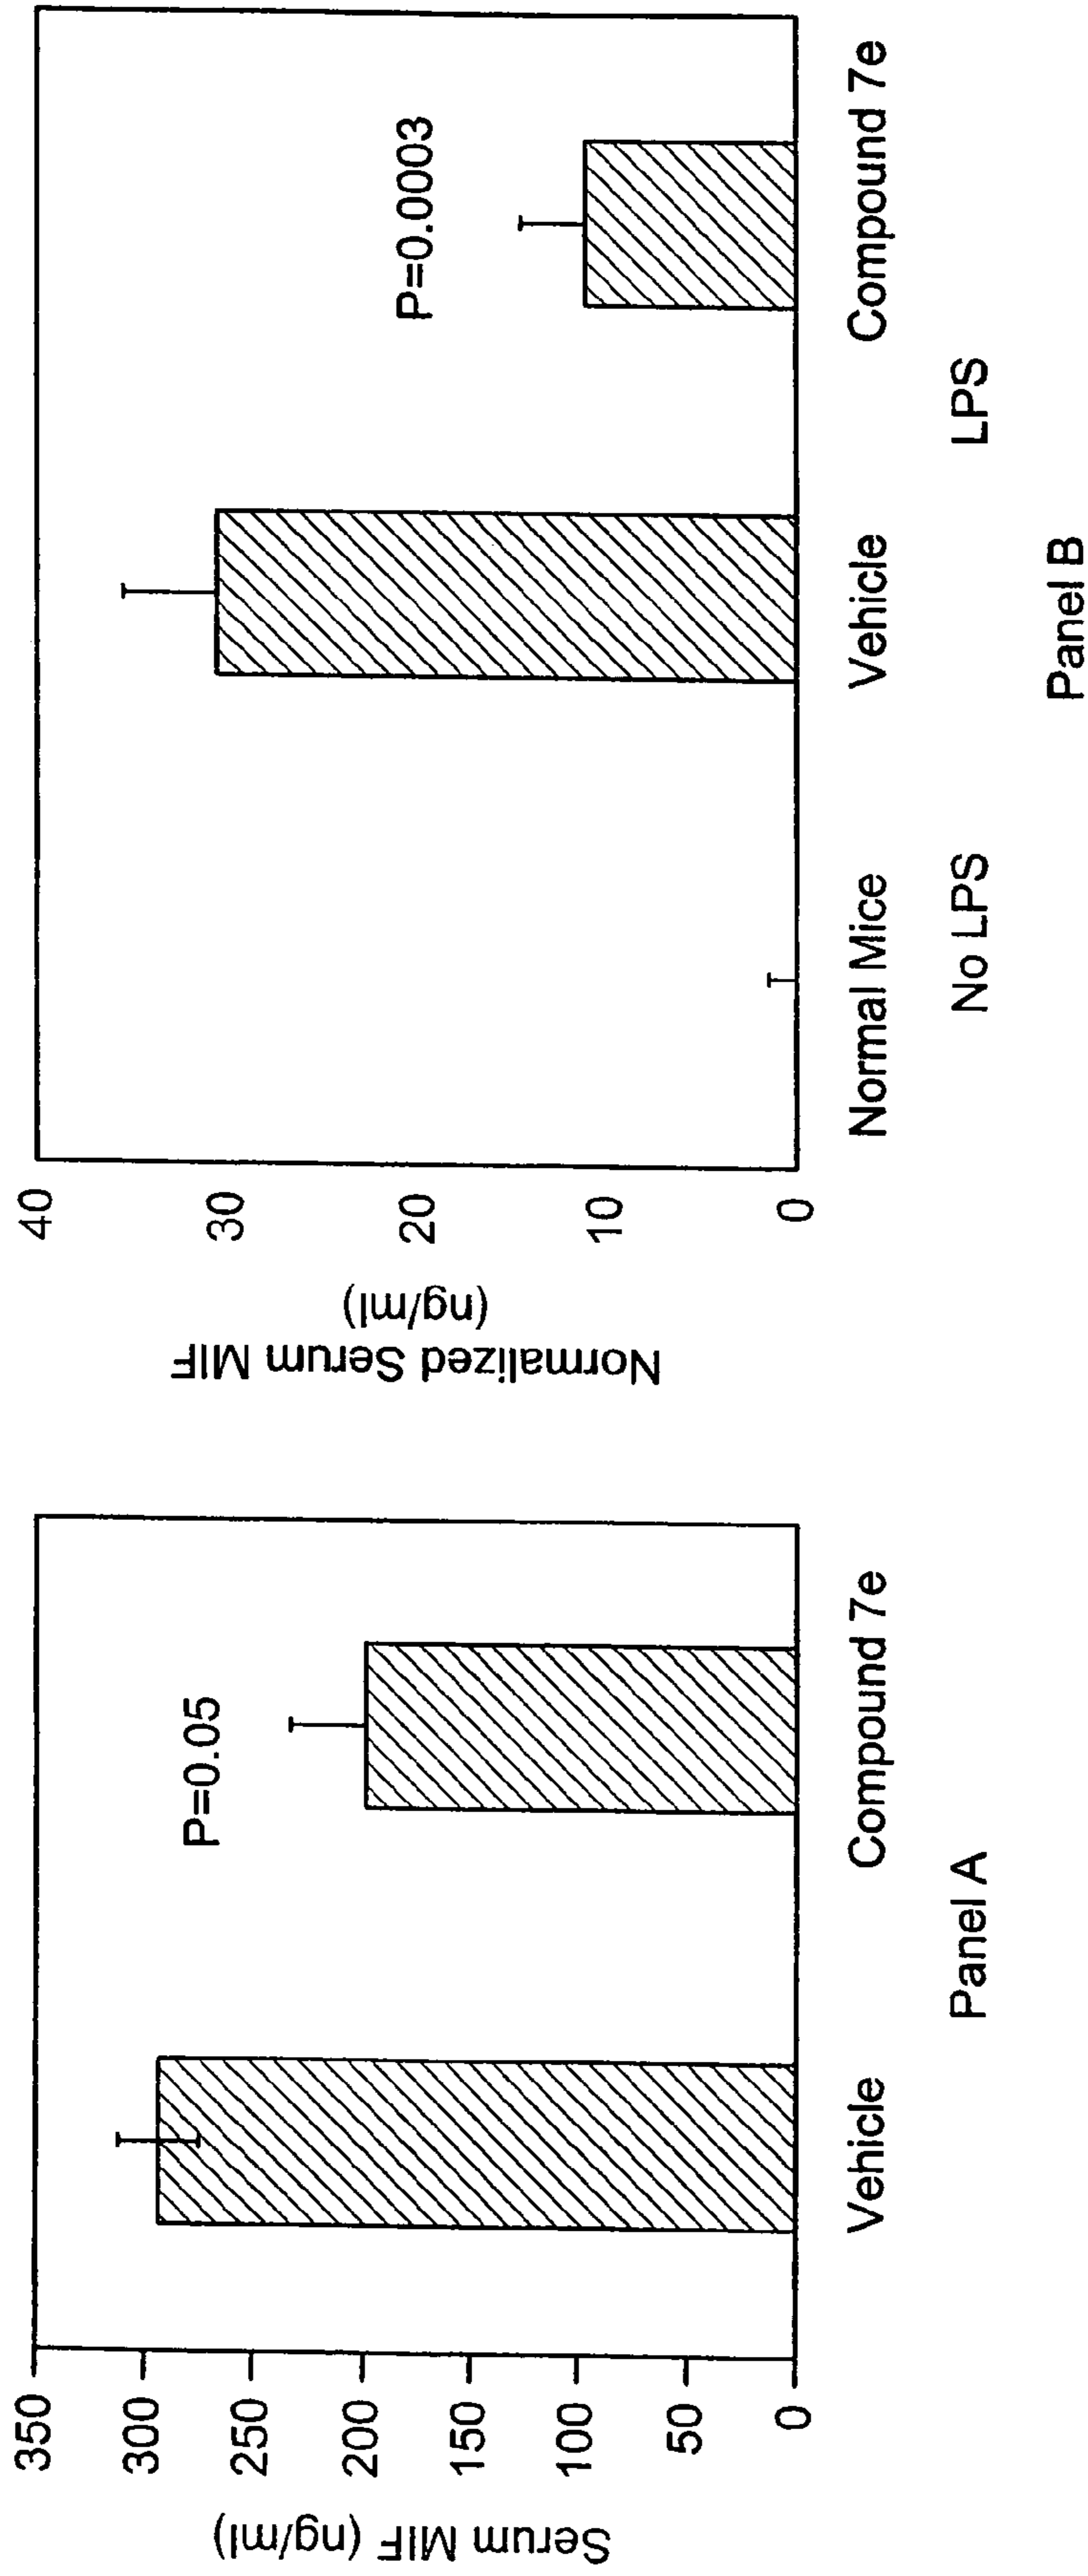 Serum MIF (ng/ml)
350
300
250
200
150
100
50
0
P=0.05
Vehicle
Compound 7e
Panel A
Normalized Serum MIF
(ng/ml)
40
30
20
10
0
P=0.0003
Normal Mice
Vehicle
Compound 7e
No LPS
LPS
Panel B